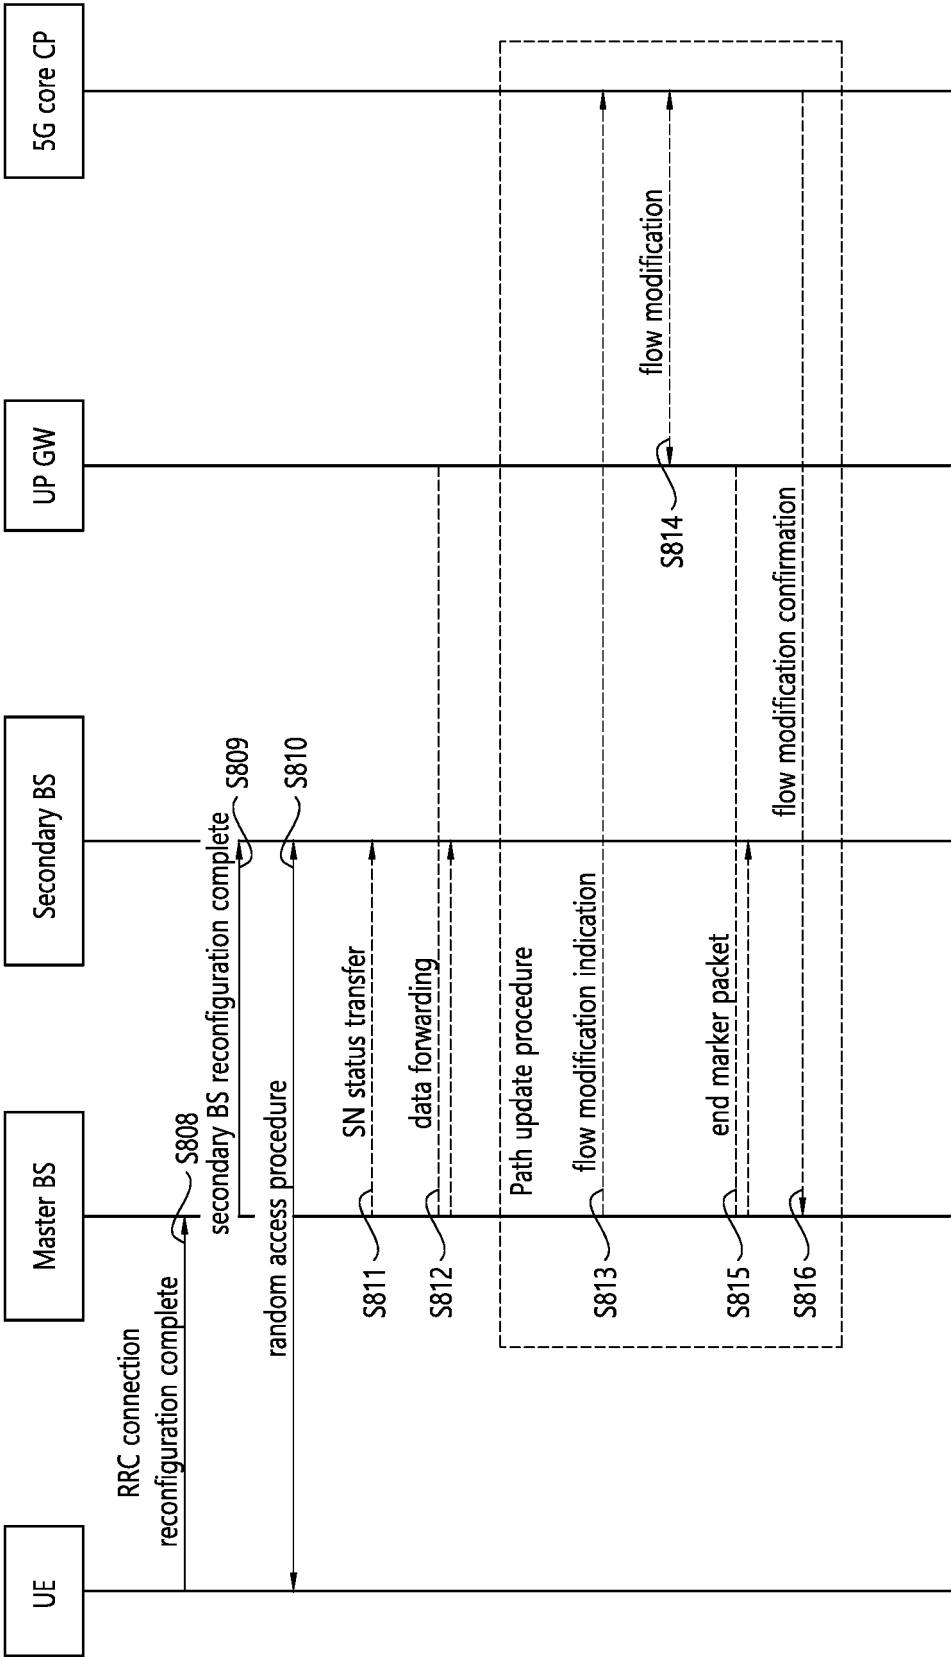 UE
Master BS
Secondary BS
UP GW
5G core CP
RRC connection
reconfiguration complete
S808
secondary BS reconfiguration complete
S809
random access procedure
S810
SN status transfer
S811
data forwarding
S812
Path update procedure
flow modification indication
S813
flow modification
S814
end marker packet
S815
flow modification confirmation
S816